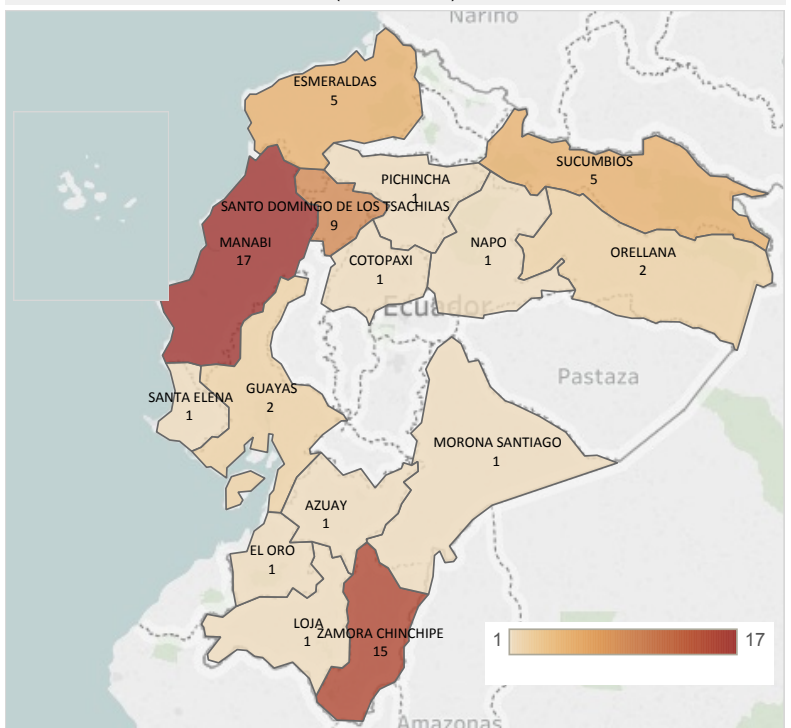 Nariño
ESMERALDAS
5
SUCUMBIOS
5
PICHINCHA
1
SANTO DOMINGO DE LOS TSACHILAS
9
MANABI
17
NAPO
1
ORELLANA
2
COTOPAXI
1
Ecuador
Pastaza
SANTA ELENA
1
GUAYAS
2
MORONA SANTIAGO
1
AZUAY
1
EL ORO
1
LOJA
1
ZAMORA CHINCHIPE
15
1 17
Amazonas